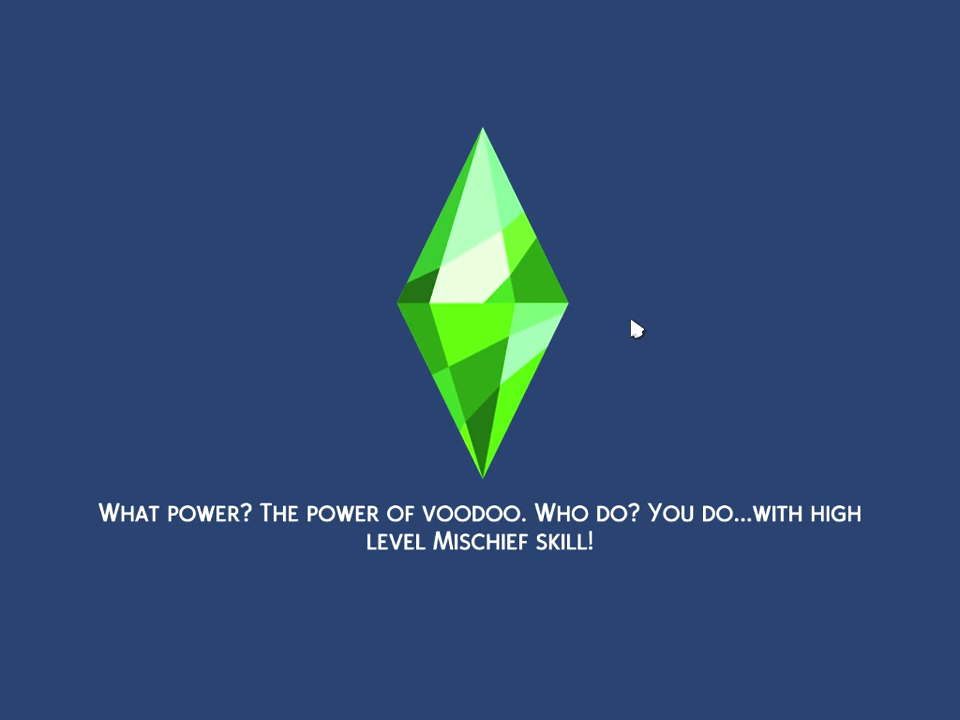 What power? The power of voodoo. Who do? You do...with high
level Mischief skill!